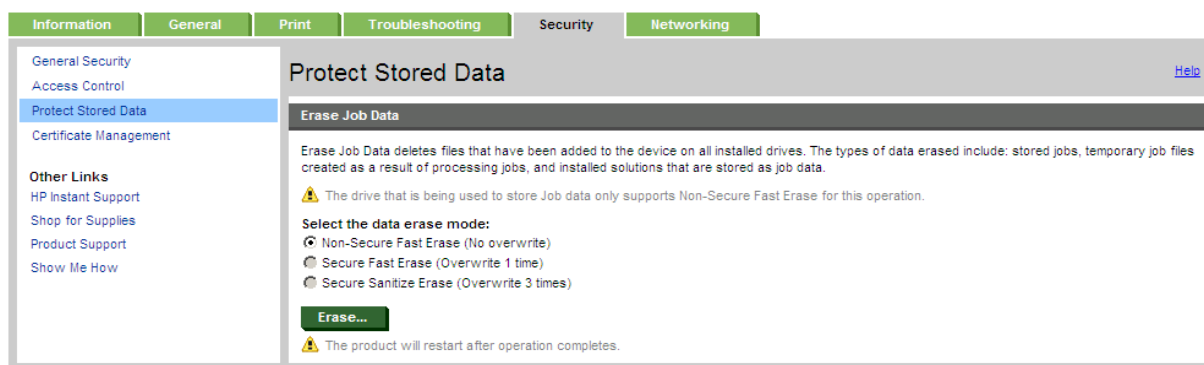 Information General Print Troubleshooting Security Networking
General Security
Access Control
Protect Stored Data
Certificate Management
Other Links
HP Instant Support
Shop for Supplies
Product Support
Show Me How
Protect Stored Data
Help
Erase Job Data
Erase Job Data deletes files that have been added to the device on all installed drives. The types of data erased include: stored jobs, temporary job files
created as a result of processing jobs, and installed solutions that are stored as job data.
The drive that is being used to store Job data only supports Non-Secure Fast Erase for this operation.
Select the data erase mode:
Non-Secure Fast Erase (No overwrite)
Secure Fast Erase (Overwrite 1 time)
Secure Sanitize Erase (Overwrite 3 times)
Erase...
The product will restart after operation completes.